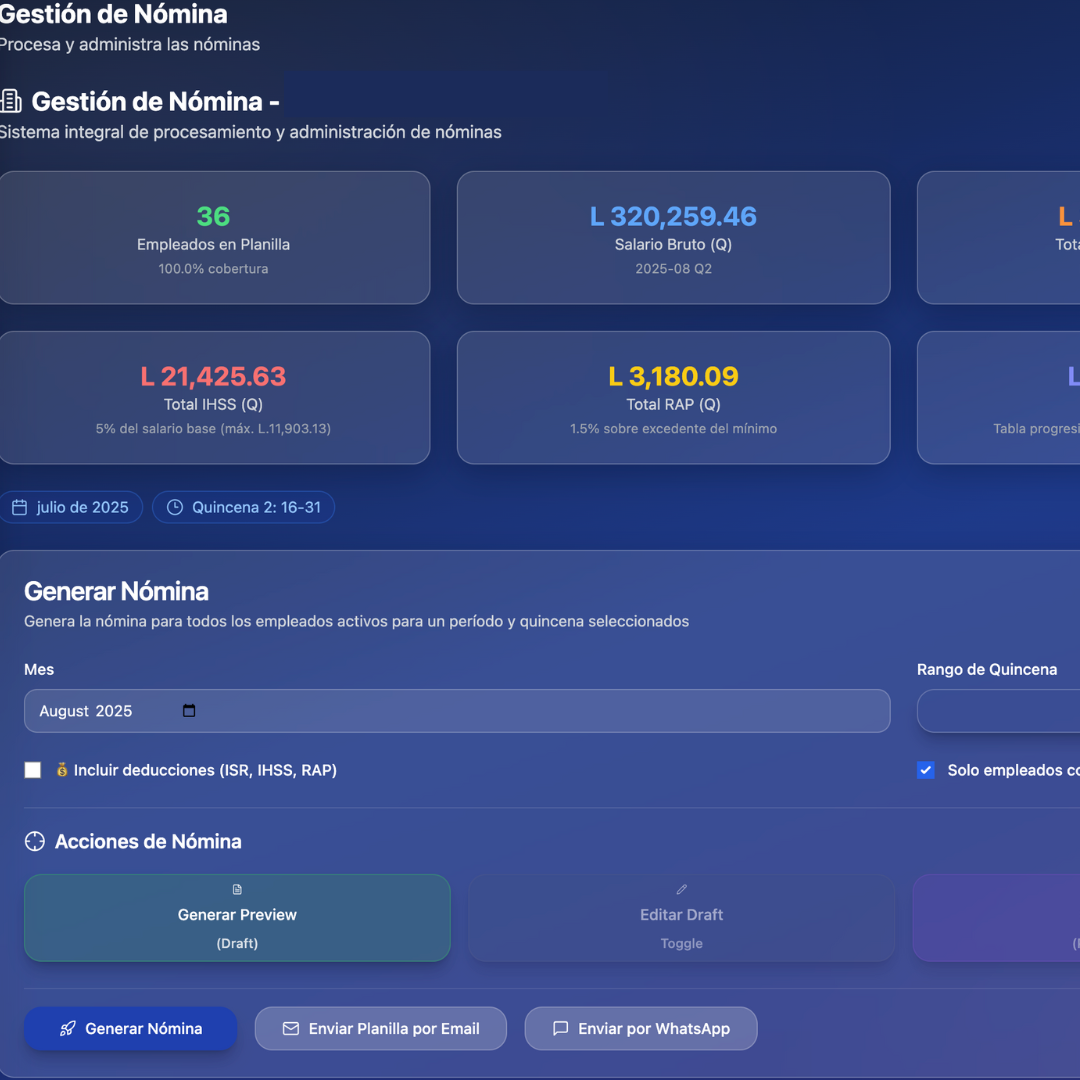 Gestión de Nómina
Procesa y administra las nóminas
Gestión de Nómina -
Sistema integral de procesamiento y administración de nóminas
36
Empleados en Planilla
100.0% cobertura
L 320,259.46
Salario Bruto (Q)
2025-08 Q2
L
L 21,425.63
Total IHSS (Q)
5% del salario base (máx. L.11,903.13)
L 3,180.09
Total RAP (Q)
1.5% sobre excedente del mínimo
L
Tabla
julio de 2025
Quincena 2: 16-31
Generar Nómina
Genera la nómina para todos los empleados activos para un período y quincena seleccionados
Mes
Rango de Quincena
August 2025
Incluir deducciones (ISR, IHSS, RAP)
Solo empleados
Acciones de Nómina
Generar Preview
(Draft)
Editar Draft
Toggle
Generar Nómina
Enviar Planilla por Email
Enviar por WhatsApp